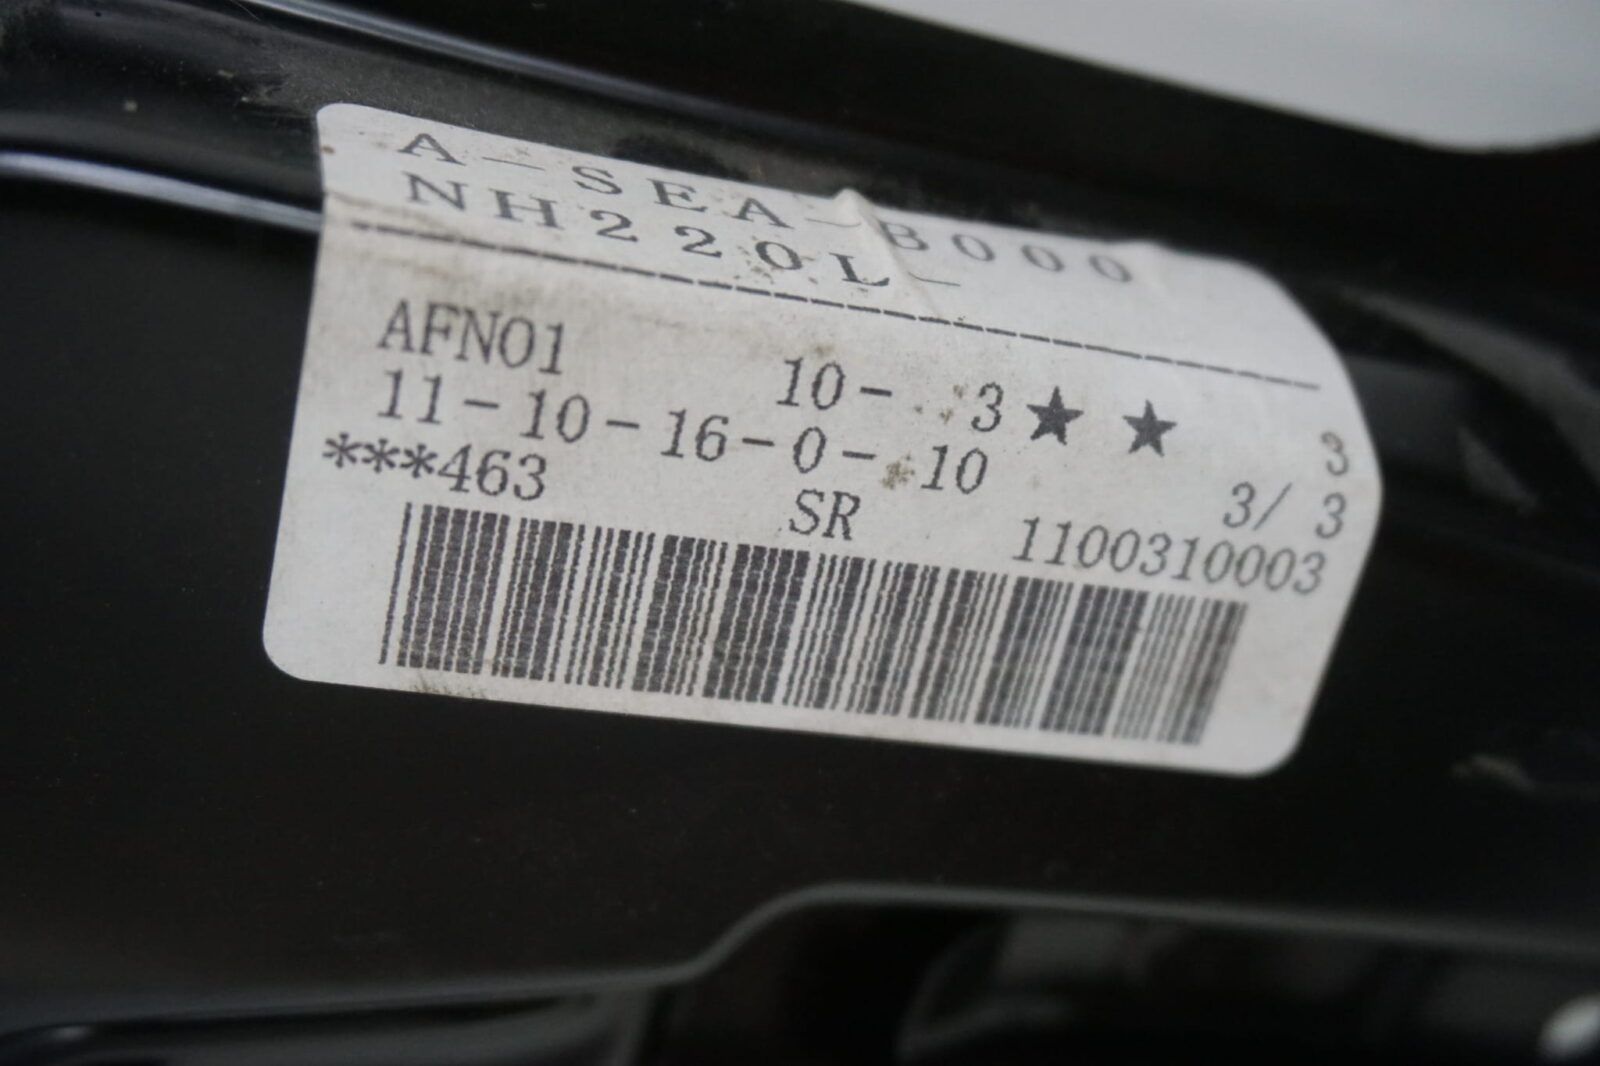 A-SEA-B000
NH220L-
AFN01 10- 3★ ★ 3
11-10-16-0- 10 3/ 3
***463 SR 1100310003